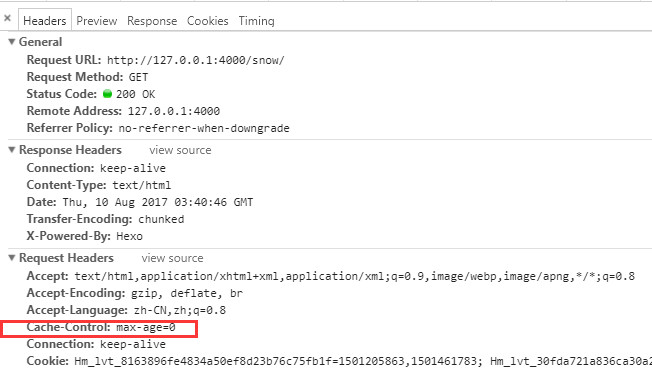 × Headers Preview Response Cookies Timing
▼ General
Request URL: http://127.0.0.1:4000/snow/
Request Method: GET
Status Code: 200 OK
Remote Address: 127.0.0.1:4000
Referrer Policy: no-referrer-when-downgrade
▼ Response Headers view source
Connection: keep-alive
Content-Type: text/html
Date: Thu, 10 Aug 2017 03:40:46 GMT
Transfer-Encoding: chunked
X-Powered-By: Hexo
▼ Request Headers view source
Accept: text/html,application/xhtml+xml,application/xml;q=0.9,image/webp,image/apng,*/*;q=0.8
Accept-Encoding: gzip, deflate, br
Accept-Language: zh-CN,zh;q=0.8
Cache-Control: max-age=0
Connection: keep-alive
Cookie: Hm_lvt_8163896fe4834a50ef8d23b76c75fb1f=1501205863,1501461783; Hm_lvt_30fda721a836ca30a2